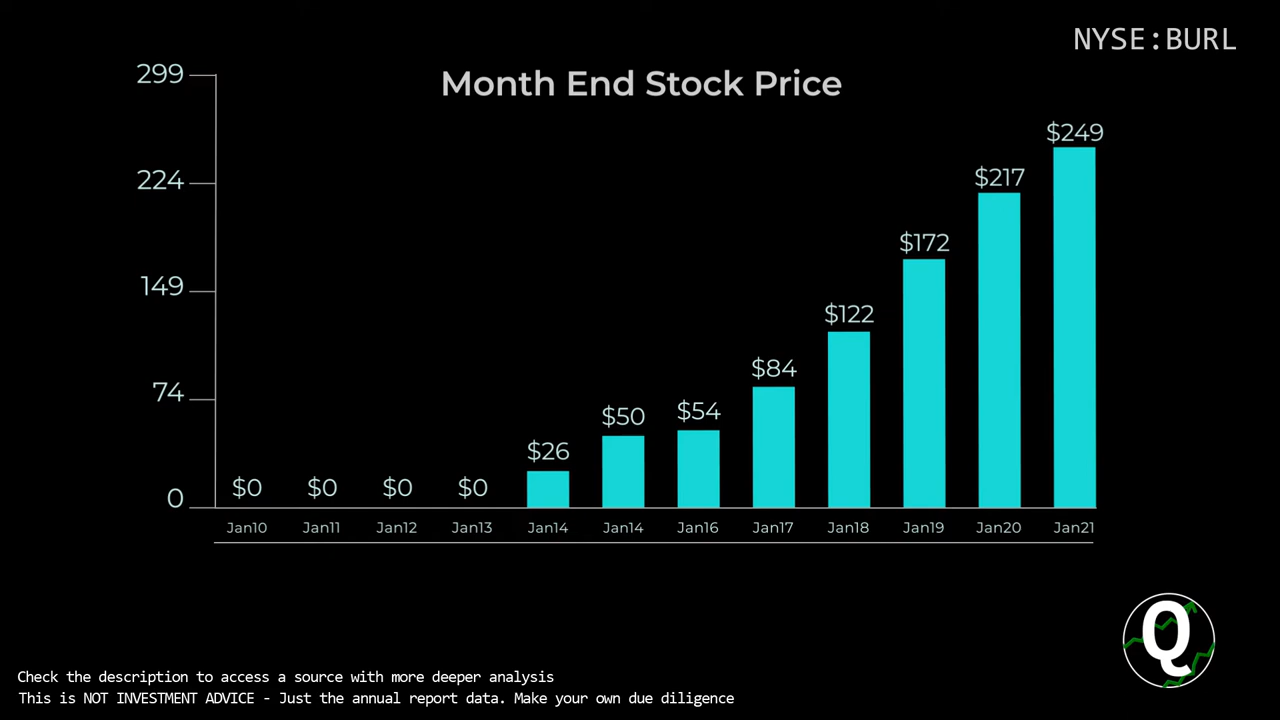 NYSE:BURL
Month End Stock Price
299
224
149
74
0
$0
$0
$0
$0
$26
$50
$54
$84
$122
$172
$217
$249
Jan10 Jan11 Jan12 Jan13 Jan14 Jan14 Jan16 Jan17 Jan18 Jan19 Jan20 Jan21
Q
Check the description to access a source with more deeper analysis
This is NOT INVESTMENT ADVICE - Just the annual report data. Make your own due diligence